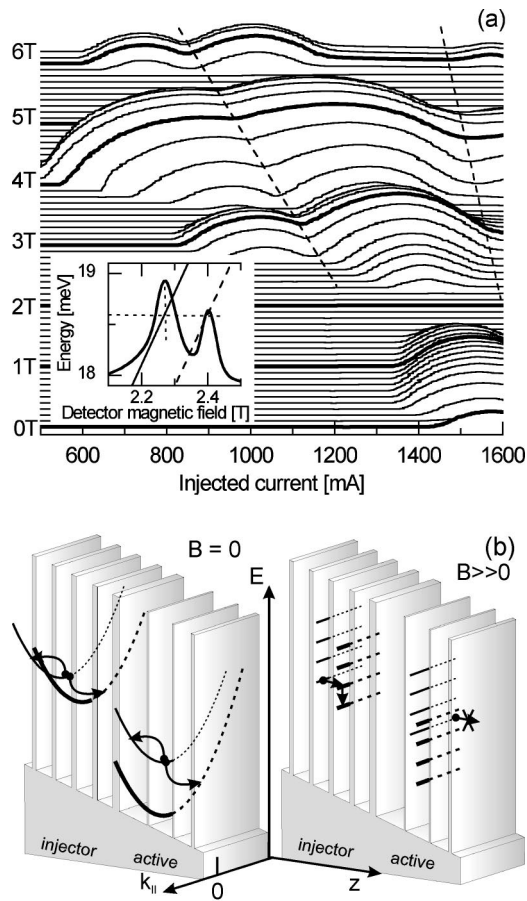 (a)
6T
5T
4T
3T
2T
1T
0T
19
18
Energy [meV]
2.2
2.4
Detector magnetic field [T]
600
800
1000
1200
1400
1600
Injected current [mA]
(b)
B = 0
E
B>>0
injector
active
k||
0
injector
active
z